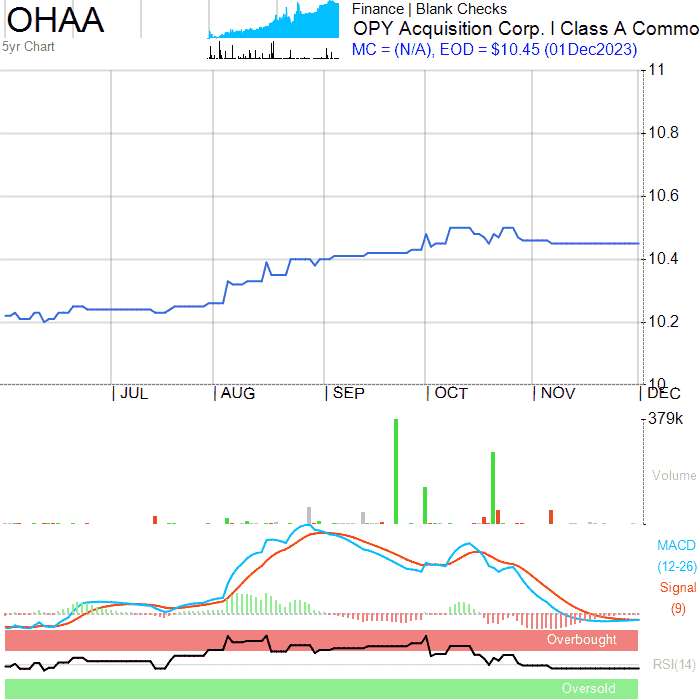 OHAA
5yr Chart
Finance | Blank Checks
OPY Acquisition Corp. I Class A Commo
MC = (N/A), EOD = $10.45 (01Dec2023)
11
10.8
10.6
10.4
10.2
10
| JUL | AUG | SEP | OCT | NOV | DEC
379k
Volume
MACD
(12-26)
Signal
(9)
Overbought
RSI(14)
Oversold